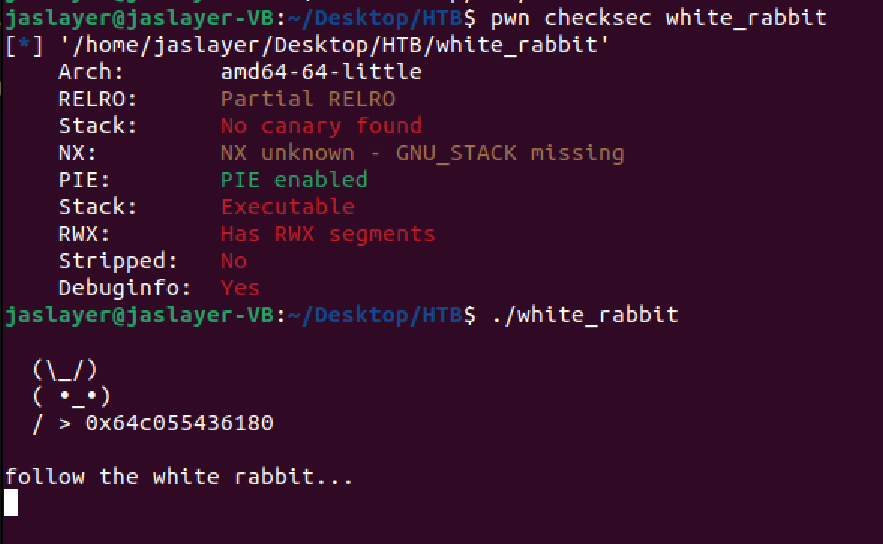 jaslayer@jaslayer-VB:~/Desktop/HTB$ pwn checksec white_rabbit
[*] '/home/jaslayer/Desktop/HTB/white_rabbit'
    Arch:       amd64-64-little
    RELRO:      Partial RELRO
    Stack:      No canary found
    NX:         NX unknown - GNU_STACK missing
    PIE:        PIE enabled
    Stack:      Executable
    RWX:        Has RWX segments
    Stripped:   No
    Debuginfo:  Yes
jaslayer@jaslayer-VB:~/Desktop/HTB$ ./white_rabbit
  (\_/)
  ( •_•)
  / > 0x64c055436180
follow the white rabbit...